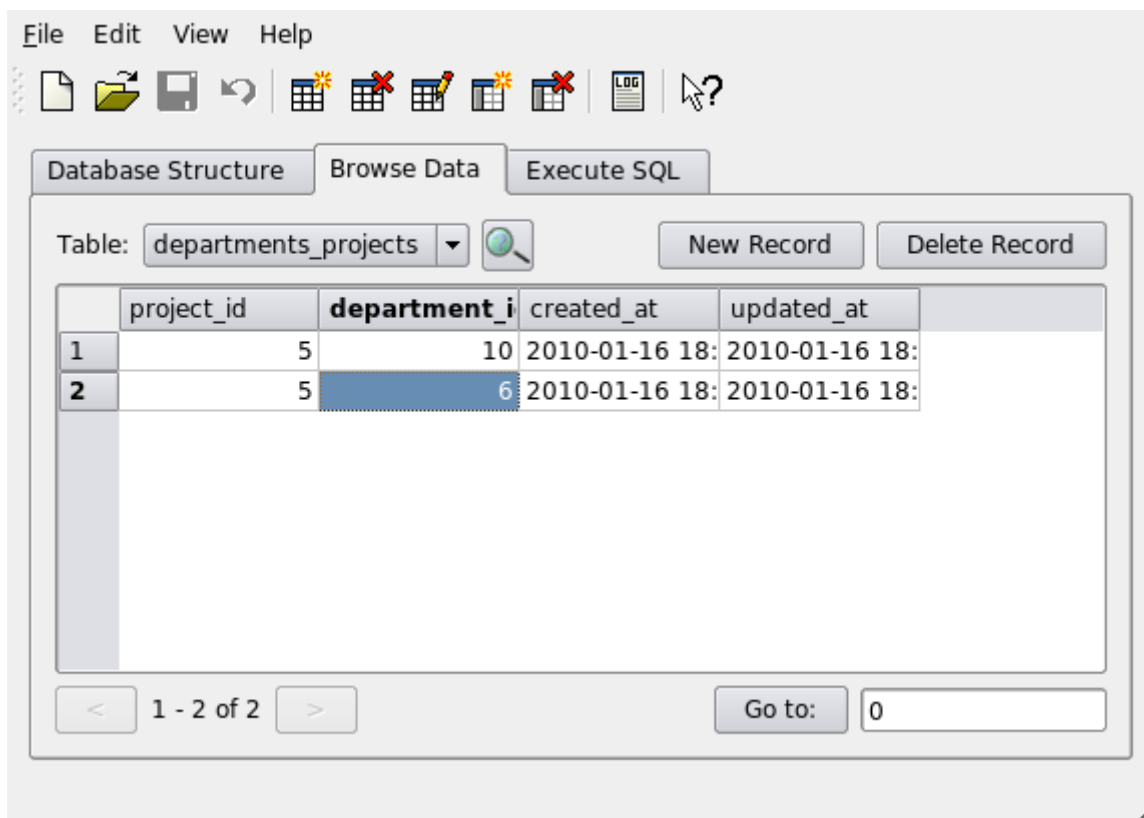 File Edit View Help
LOG
Database Structure Browse Data Execute SQL
Table: departments_projects New Record Delete Record
project_id department_i created_at updated_at
1 5 10 2010-01-16 18: 2010-01-16 18:
2 5 6 2010-01-16 18: 2010-01-16 18:
< 1 - 2 of 2 > Go to: 0